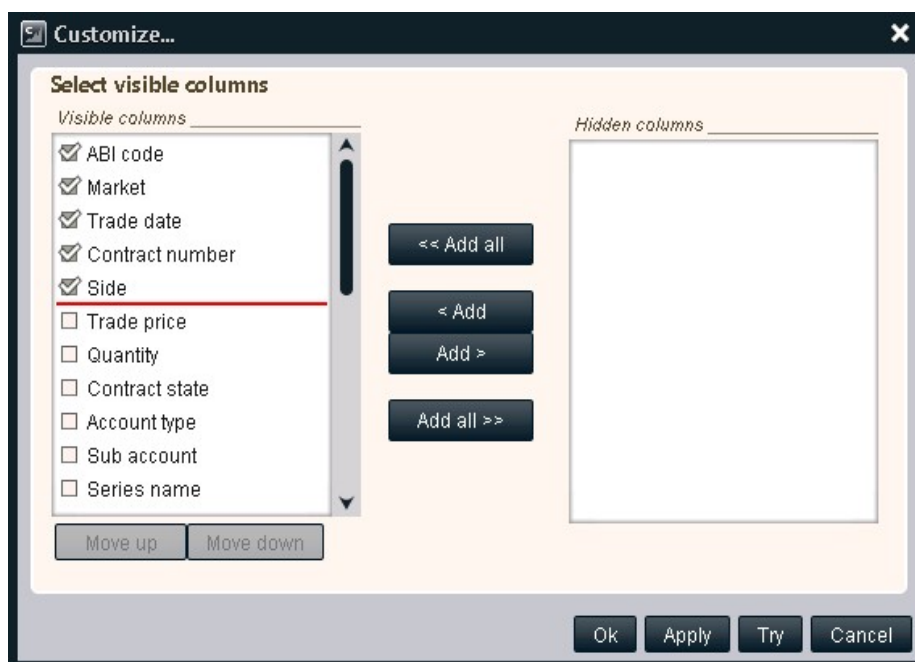 Customize...
Select visible columns
Visible columns
ABI code
Market
Trade date
Contract number
Side
Trade price
Quantity
Contract state
Account type
Sub account
Series name
Move up Move down
<< Add all
< Add
Add >
Add all >>
Hidden columns
Ok Apply Try Cancel